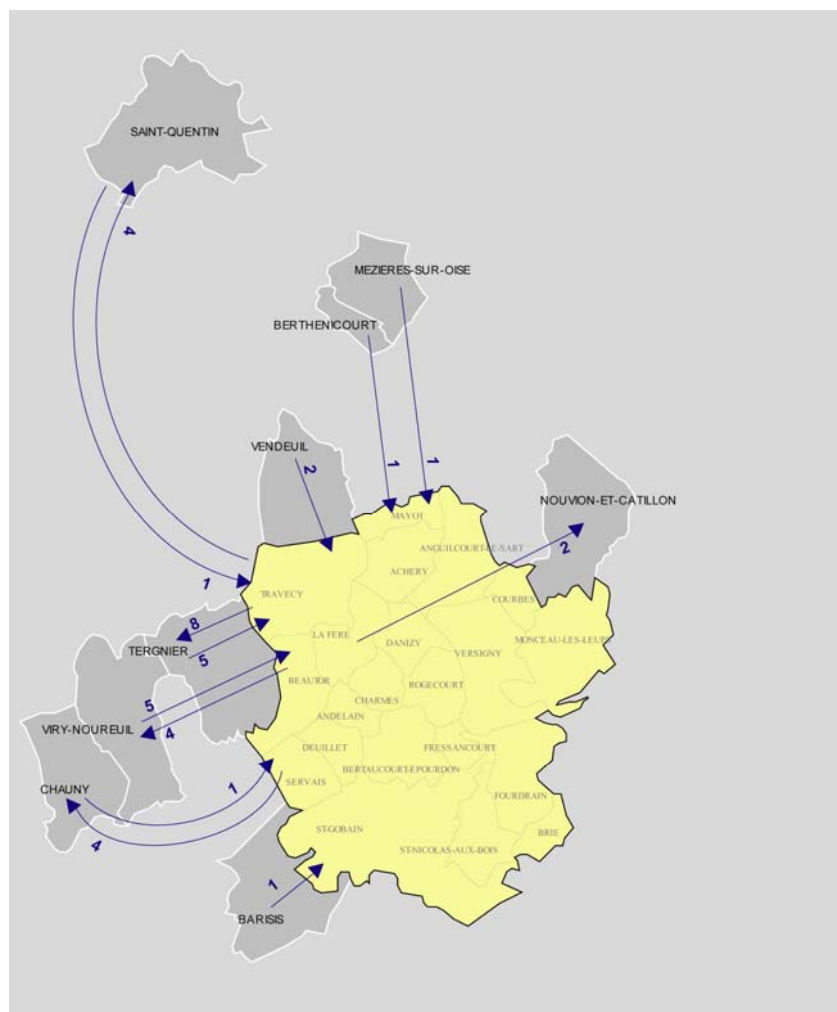 SAINT-QUENTIN
4
MEZIERES-SUR-OISE
BERTHENICOURT
VENDEUIL
2
1
1
NOUVION-ET-CATILLON
MAYOT
ANGUILCOURT-LE-SART
2
ACHERY
1
TRAVECY
COURBES
8
LA FERE
DANIZY
MONCEAU-LES-LEUPS
TERGNIER
5
VERSIGNY
BEAUTOR
ROGECOURT
CHARMES
5
ANDELAIN
VIRY-NOUREUIL
4
DEUILLET
FRESSANCOURT
BERTAUCOURT-EPOURDON
SERVAIS
CHAUNY
1
FOURDRAIN
ST-GOBAIN
BRIE
4
ST-NICOLAS-AUX-BOIS
1
BARISIS